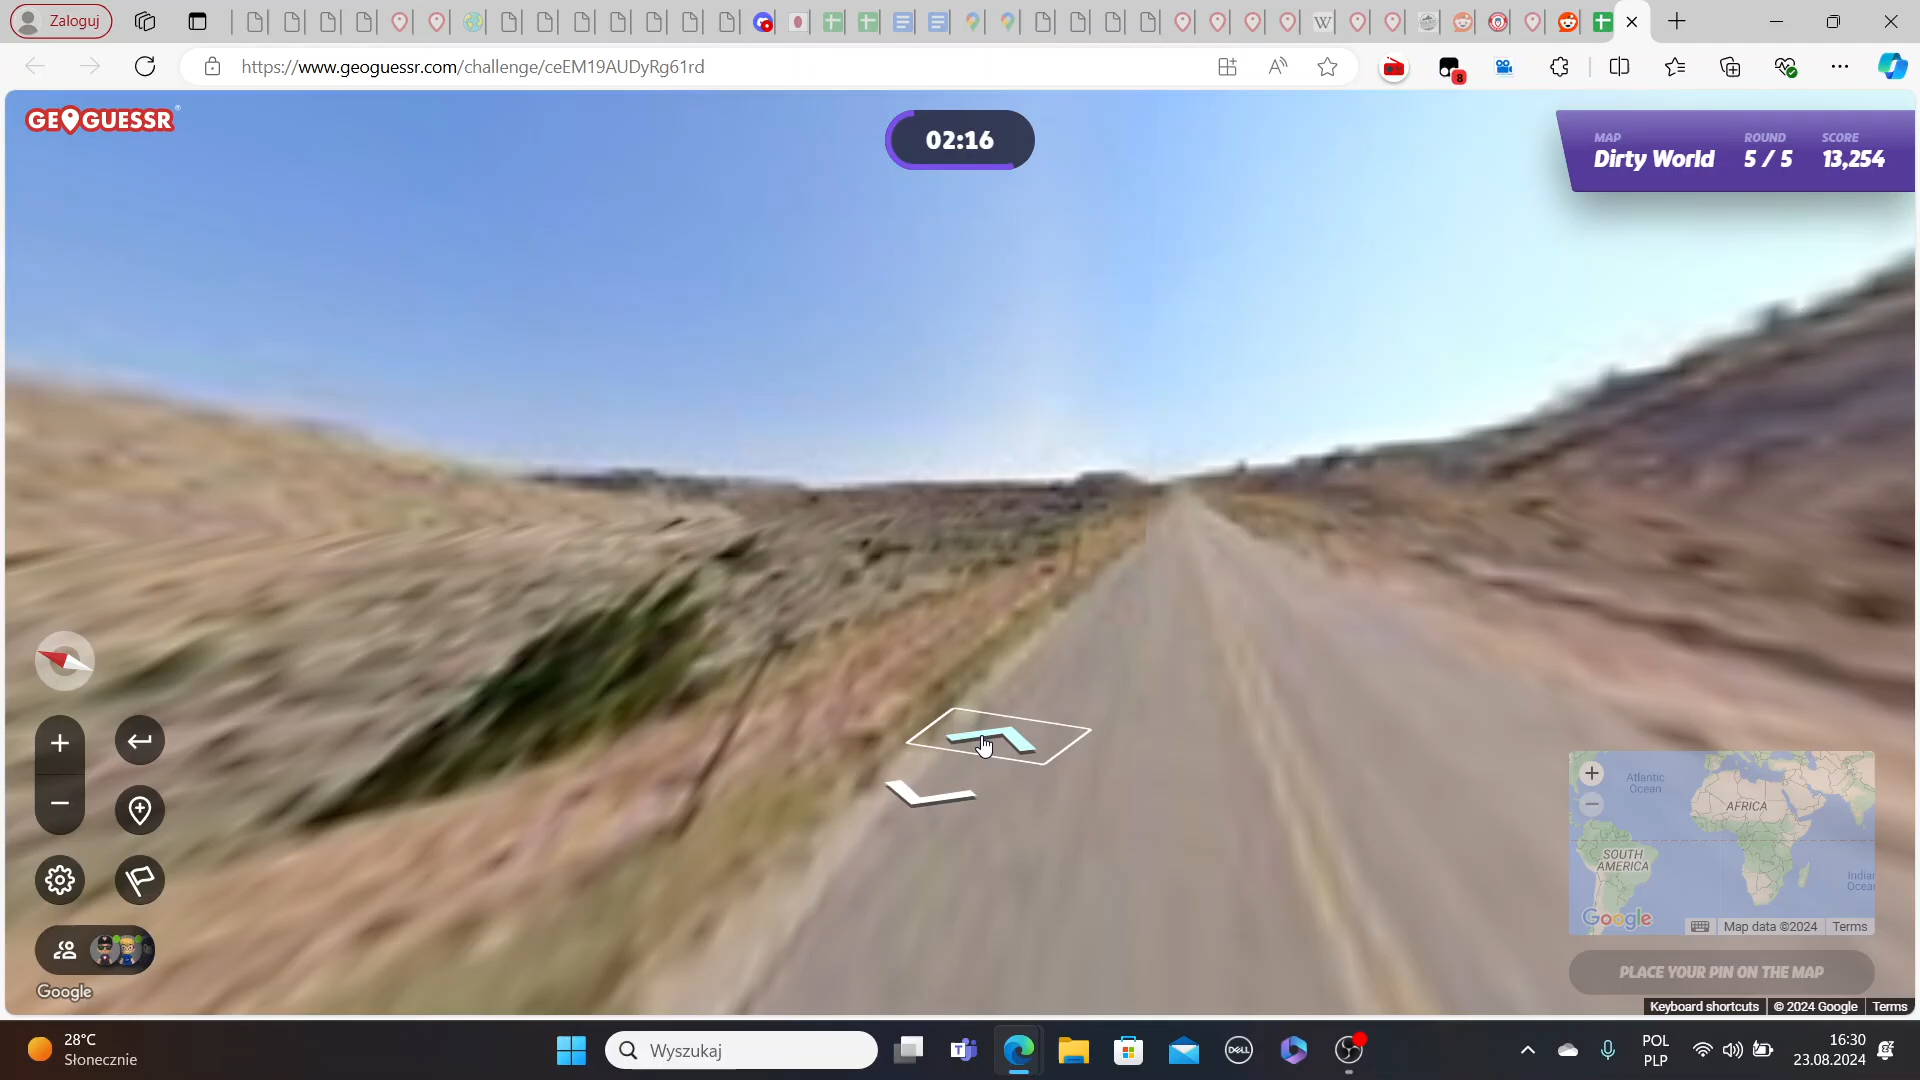 Zaloguj
8
https://www.geoguessr.com/challenge/ceEM19AUDyRg61rd
GEOGUESSR
02:16
MAP
Dirty World
ROUND
5 / 5
SCORE
13,254
Atlantic
Ocean
AFRICA
SOUTH
AMERICA
Google
Map data ©2024
Terms
PLACE YOUR PIN ON THE MAP
Google
Keyboard shortcuts
© 2024 Google
Terms
28°C
Słonecznie
Wyszukaj
DELL
POL
PLP
16:30
23.08.2024